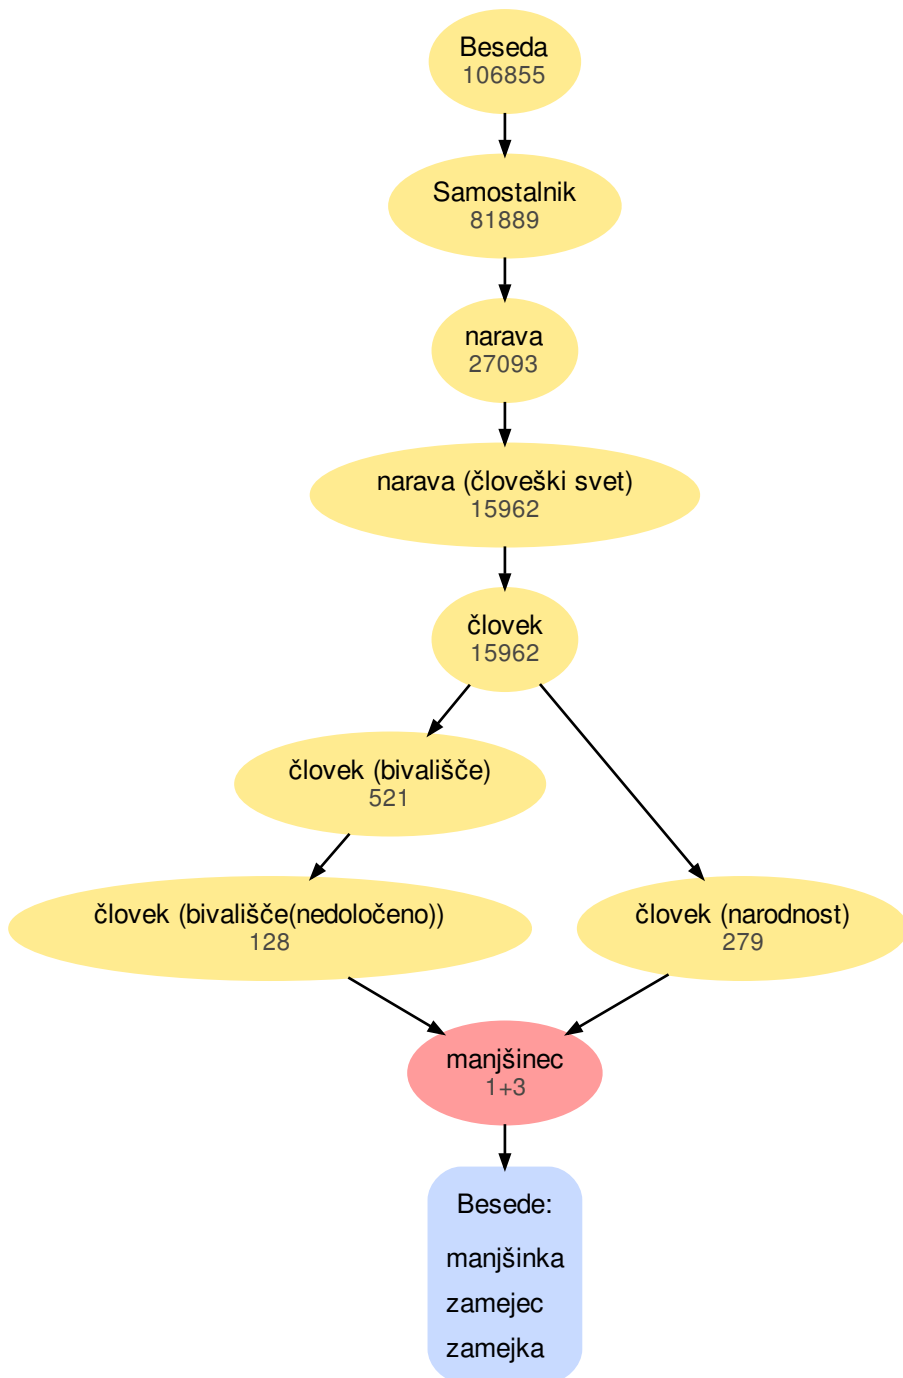 Beseda
106855
Samostalnik
81889
narava
27093
narava (človeški svet)
15962
človek
15962
človek (bivališče)
521
človek (bivališče(nedoločeno))
128
človek (narodnost)
279
manjšinec
1+3
Besede:
manjšinka
zamejec
zamejka